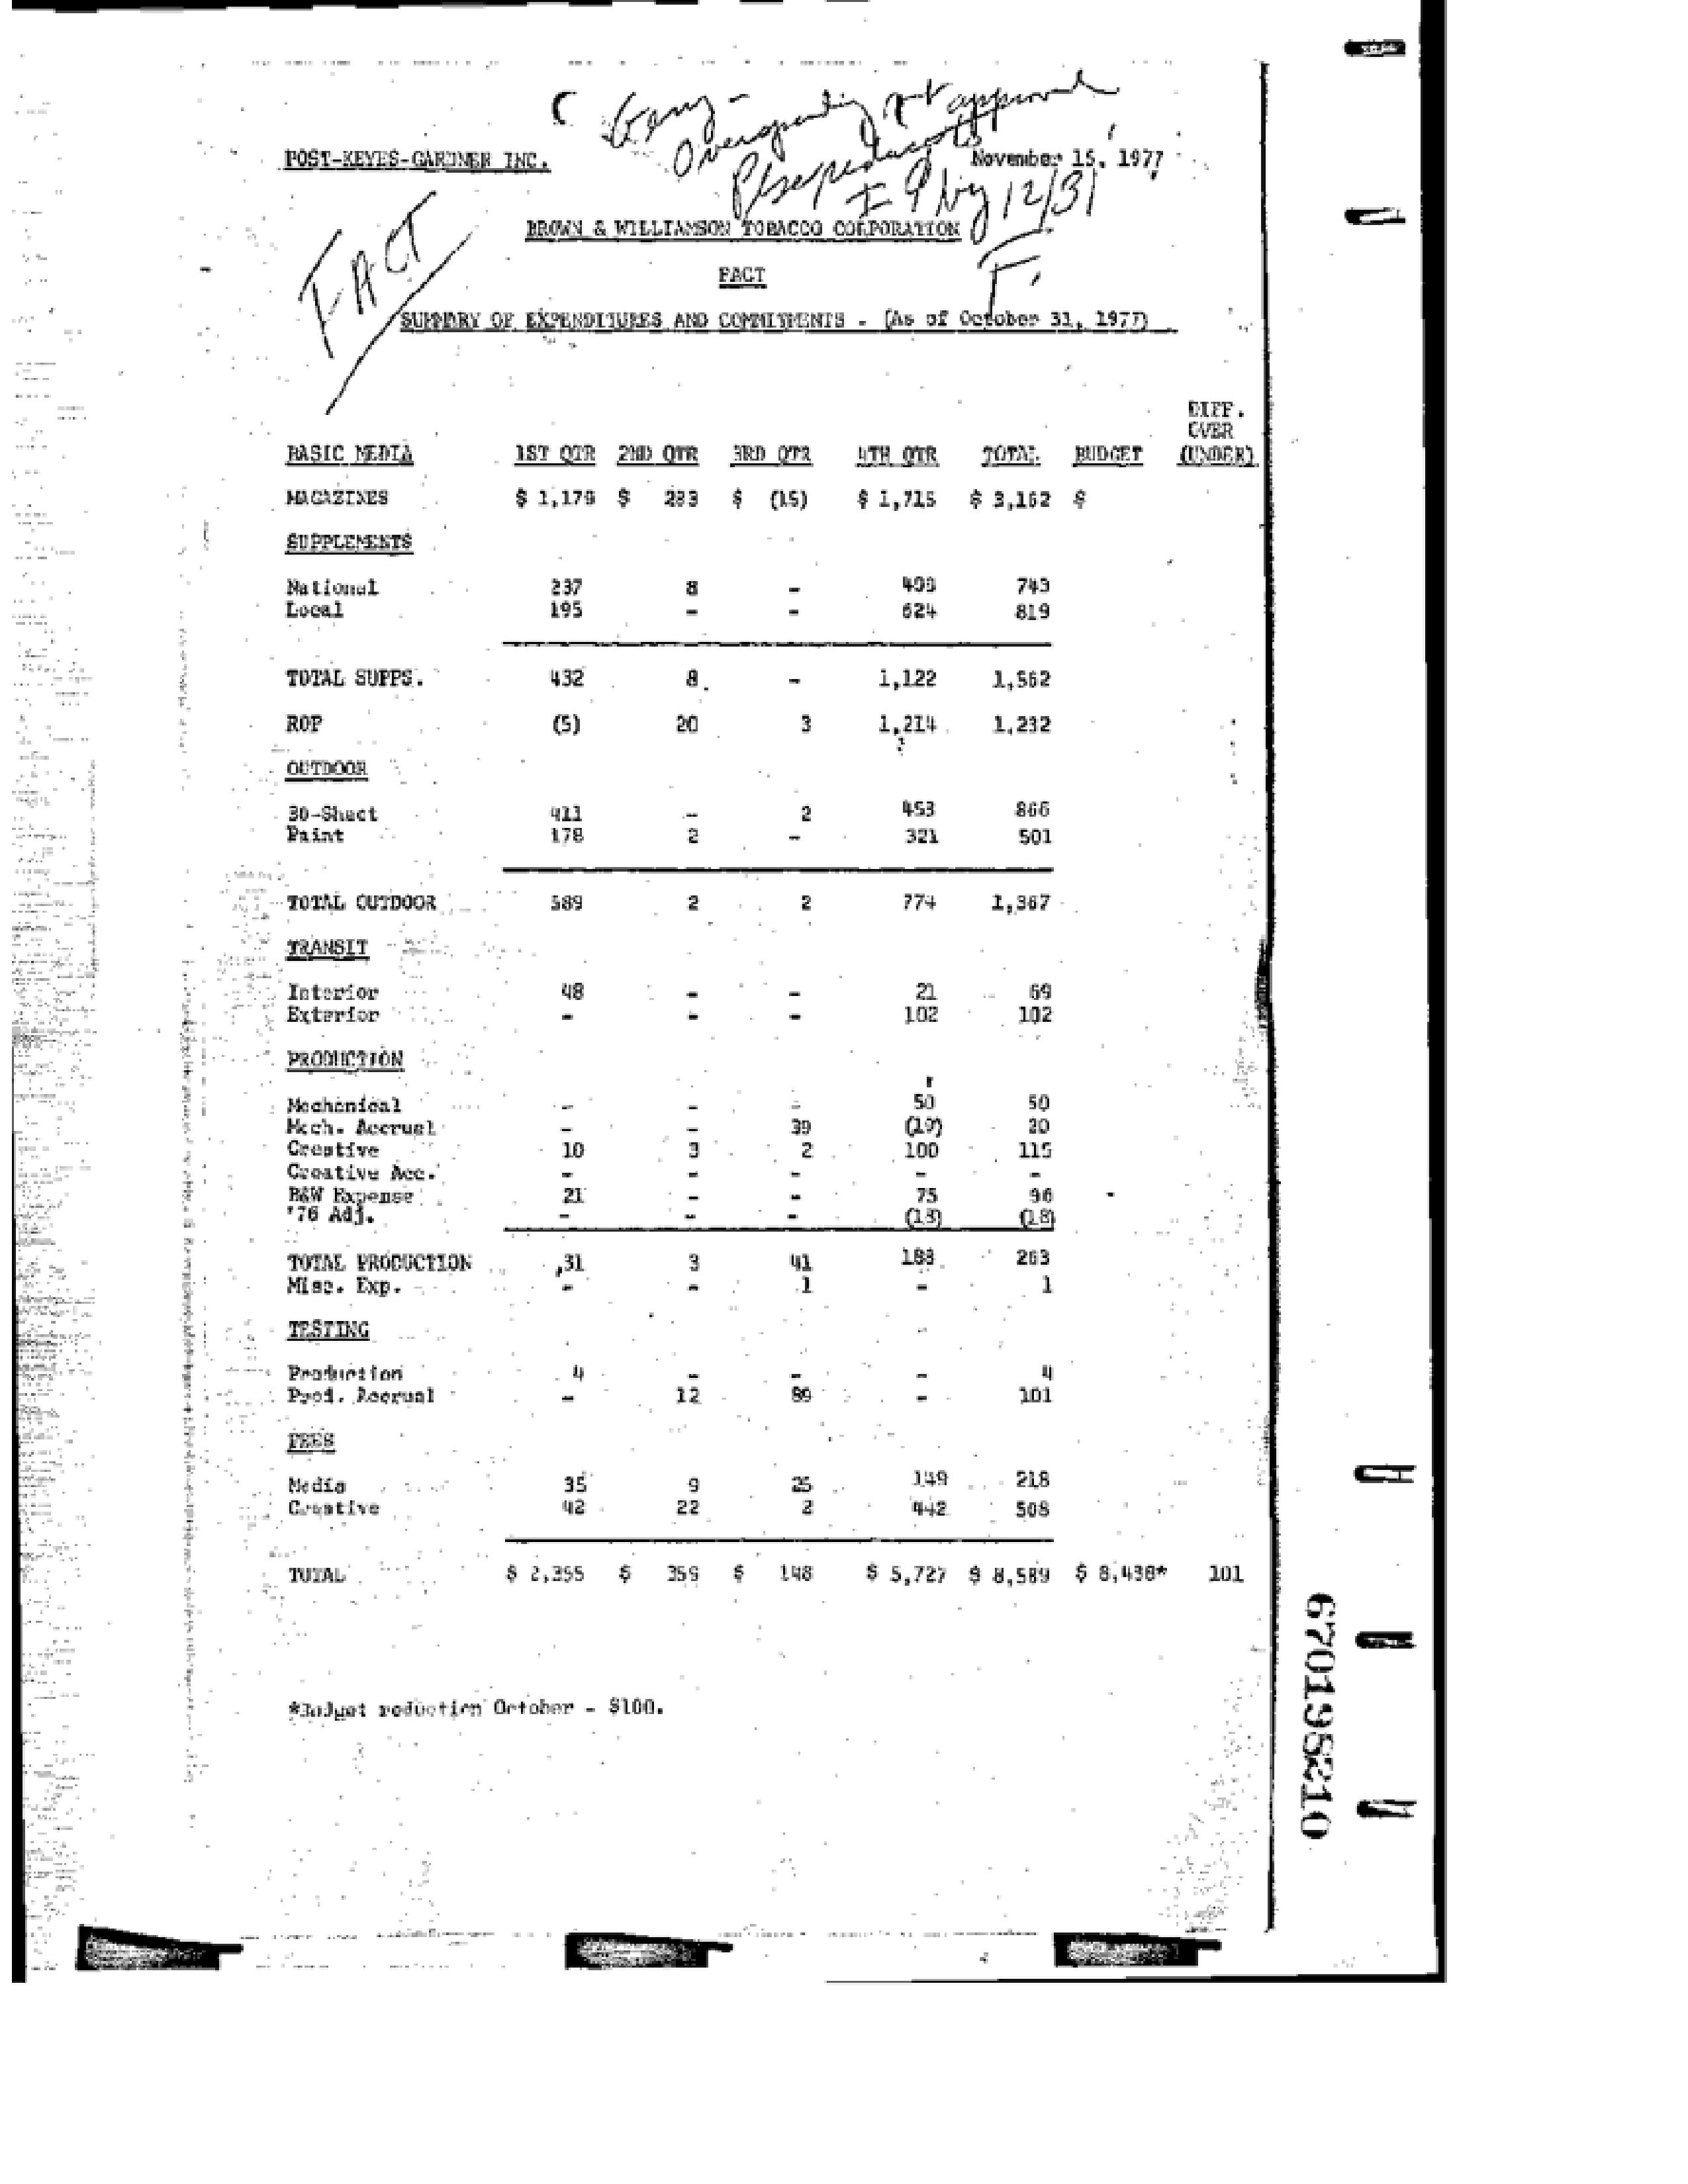 Gerry -
Overspending not approved
Pls reproduce
by 12/31
F.
POST-KEYES-GARDNER INC.
November 15, 1977
FACT
BROWN & WILLIAMSON TOBACCO CORPORATION
FACT
SUMMARY OF EXPENDITURES AND COMMITMENTS - (As of October 31, 1977)
DIFF.
OVER
BASIC MEDIA 1ST QTR 2ND QTR 3RD QTR 4TH QTR TOTAL BUDGET (UNDER)
MAGAZINES $ 1,179 $ 283 $ (15) $ 1,715 $ 3,162 $
SUPPLEMENTS
National 237 8 - 498 743
Local 195 - - 624 819
TOTAL SUPPS. 432 8 - 1,122 1,562
ROP (5) 20 3 1,214 1,232
OUTDOOR
30-Sheet 411 - 2 453 866
Paint 178 2 - 321 501
TOTAL OUTDOOR 589 2 2 774 1,367
TRANSIT
Interior 48 - - 21 69
Exterior - - - 102 102
PRODUCTION
Mechanical - - - 50 50
Mech. Accrual - - 39 (19) 20
Creative 10 3 2 100 115
Creative Acc. - - - - -
B&W Expense 21 - - 75 96
'76 Adj. - - - (18) (18)
TOTAL PRODUCTION 31 3 41 188 263
Misc. Exp. - - 1 - 1
TESTING
Production 4 - - - 4
Prod. Accrual - 12 89 - 101
FEES
Media 35 9 25 149 218
Creative 42 22 2 442 508
TOTAL $ 2,355 $ 359 $ 148 $ 5,727 $ 8,589 $ 8,438* 101
*Budget reduction October - $100.
670198210